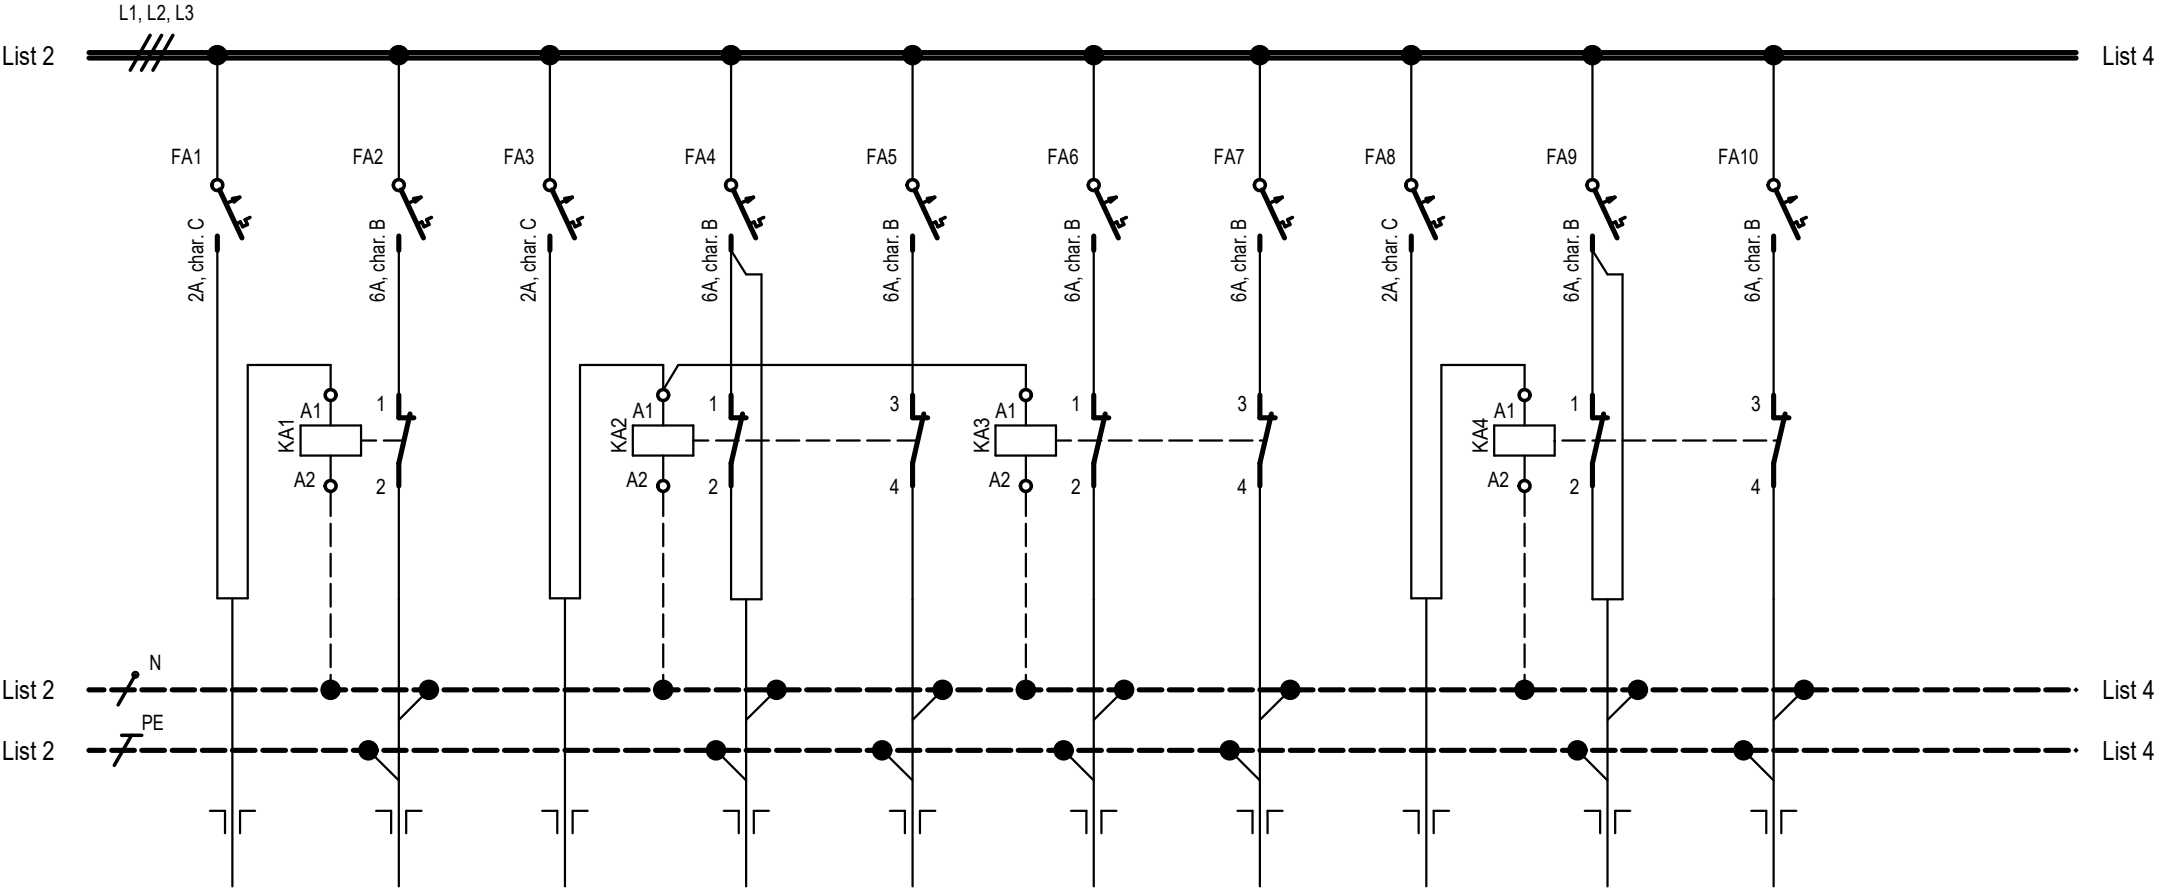 L1, L2, L3
List 2
List 4
FA1
FA2
FA3
FA4
FA5
FA6
FA7
FA8
FA9
FA10
2A, char. C
6A, char. B
2A, char. C
6A, char. B
6A, char. B
6A, char. B
6A, char. B
2A, char. C
6A, char. B
6A, char. B
A1
1
A1
1
3
A1
1
3
A1
1
3
KA1
KA2
KA3
KA4
A2
2
A2
2
4
A2
2
4
A2
2
4
N
List 2
List 4
PE
List 2
List 4